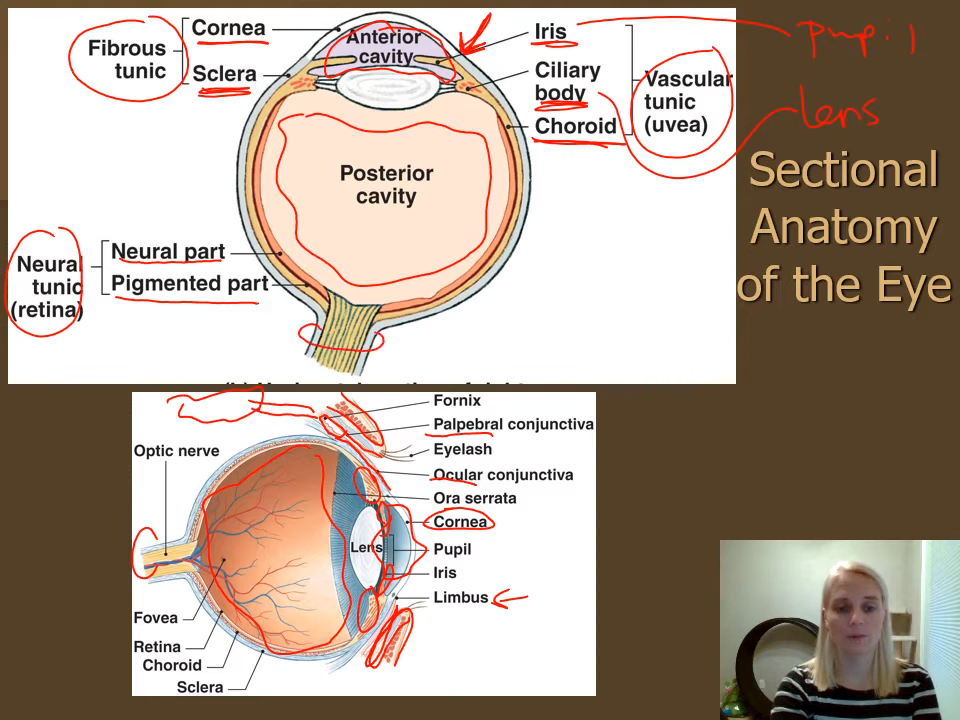 Cornea
Fibrous
tunic
Sclera
Anterior
cavity
Iris
Ciliary
body
Choroid
Vascular
tunic
(uvea)
Pupil
Lens
Posterior
cavity
Neural
tunic
(retina)
Neural part
Pigmented part
Sectional
Anatomy
of the Eye
Fornix
Palpebral conjunctiva
Eyelash
Ocular conjunctiva
Ora serrata
Cornea
Pupil
Iris
Limbus
Lens
Optic nerve
Fovea
Retina
Choroid
Sclera